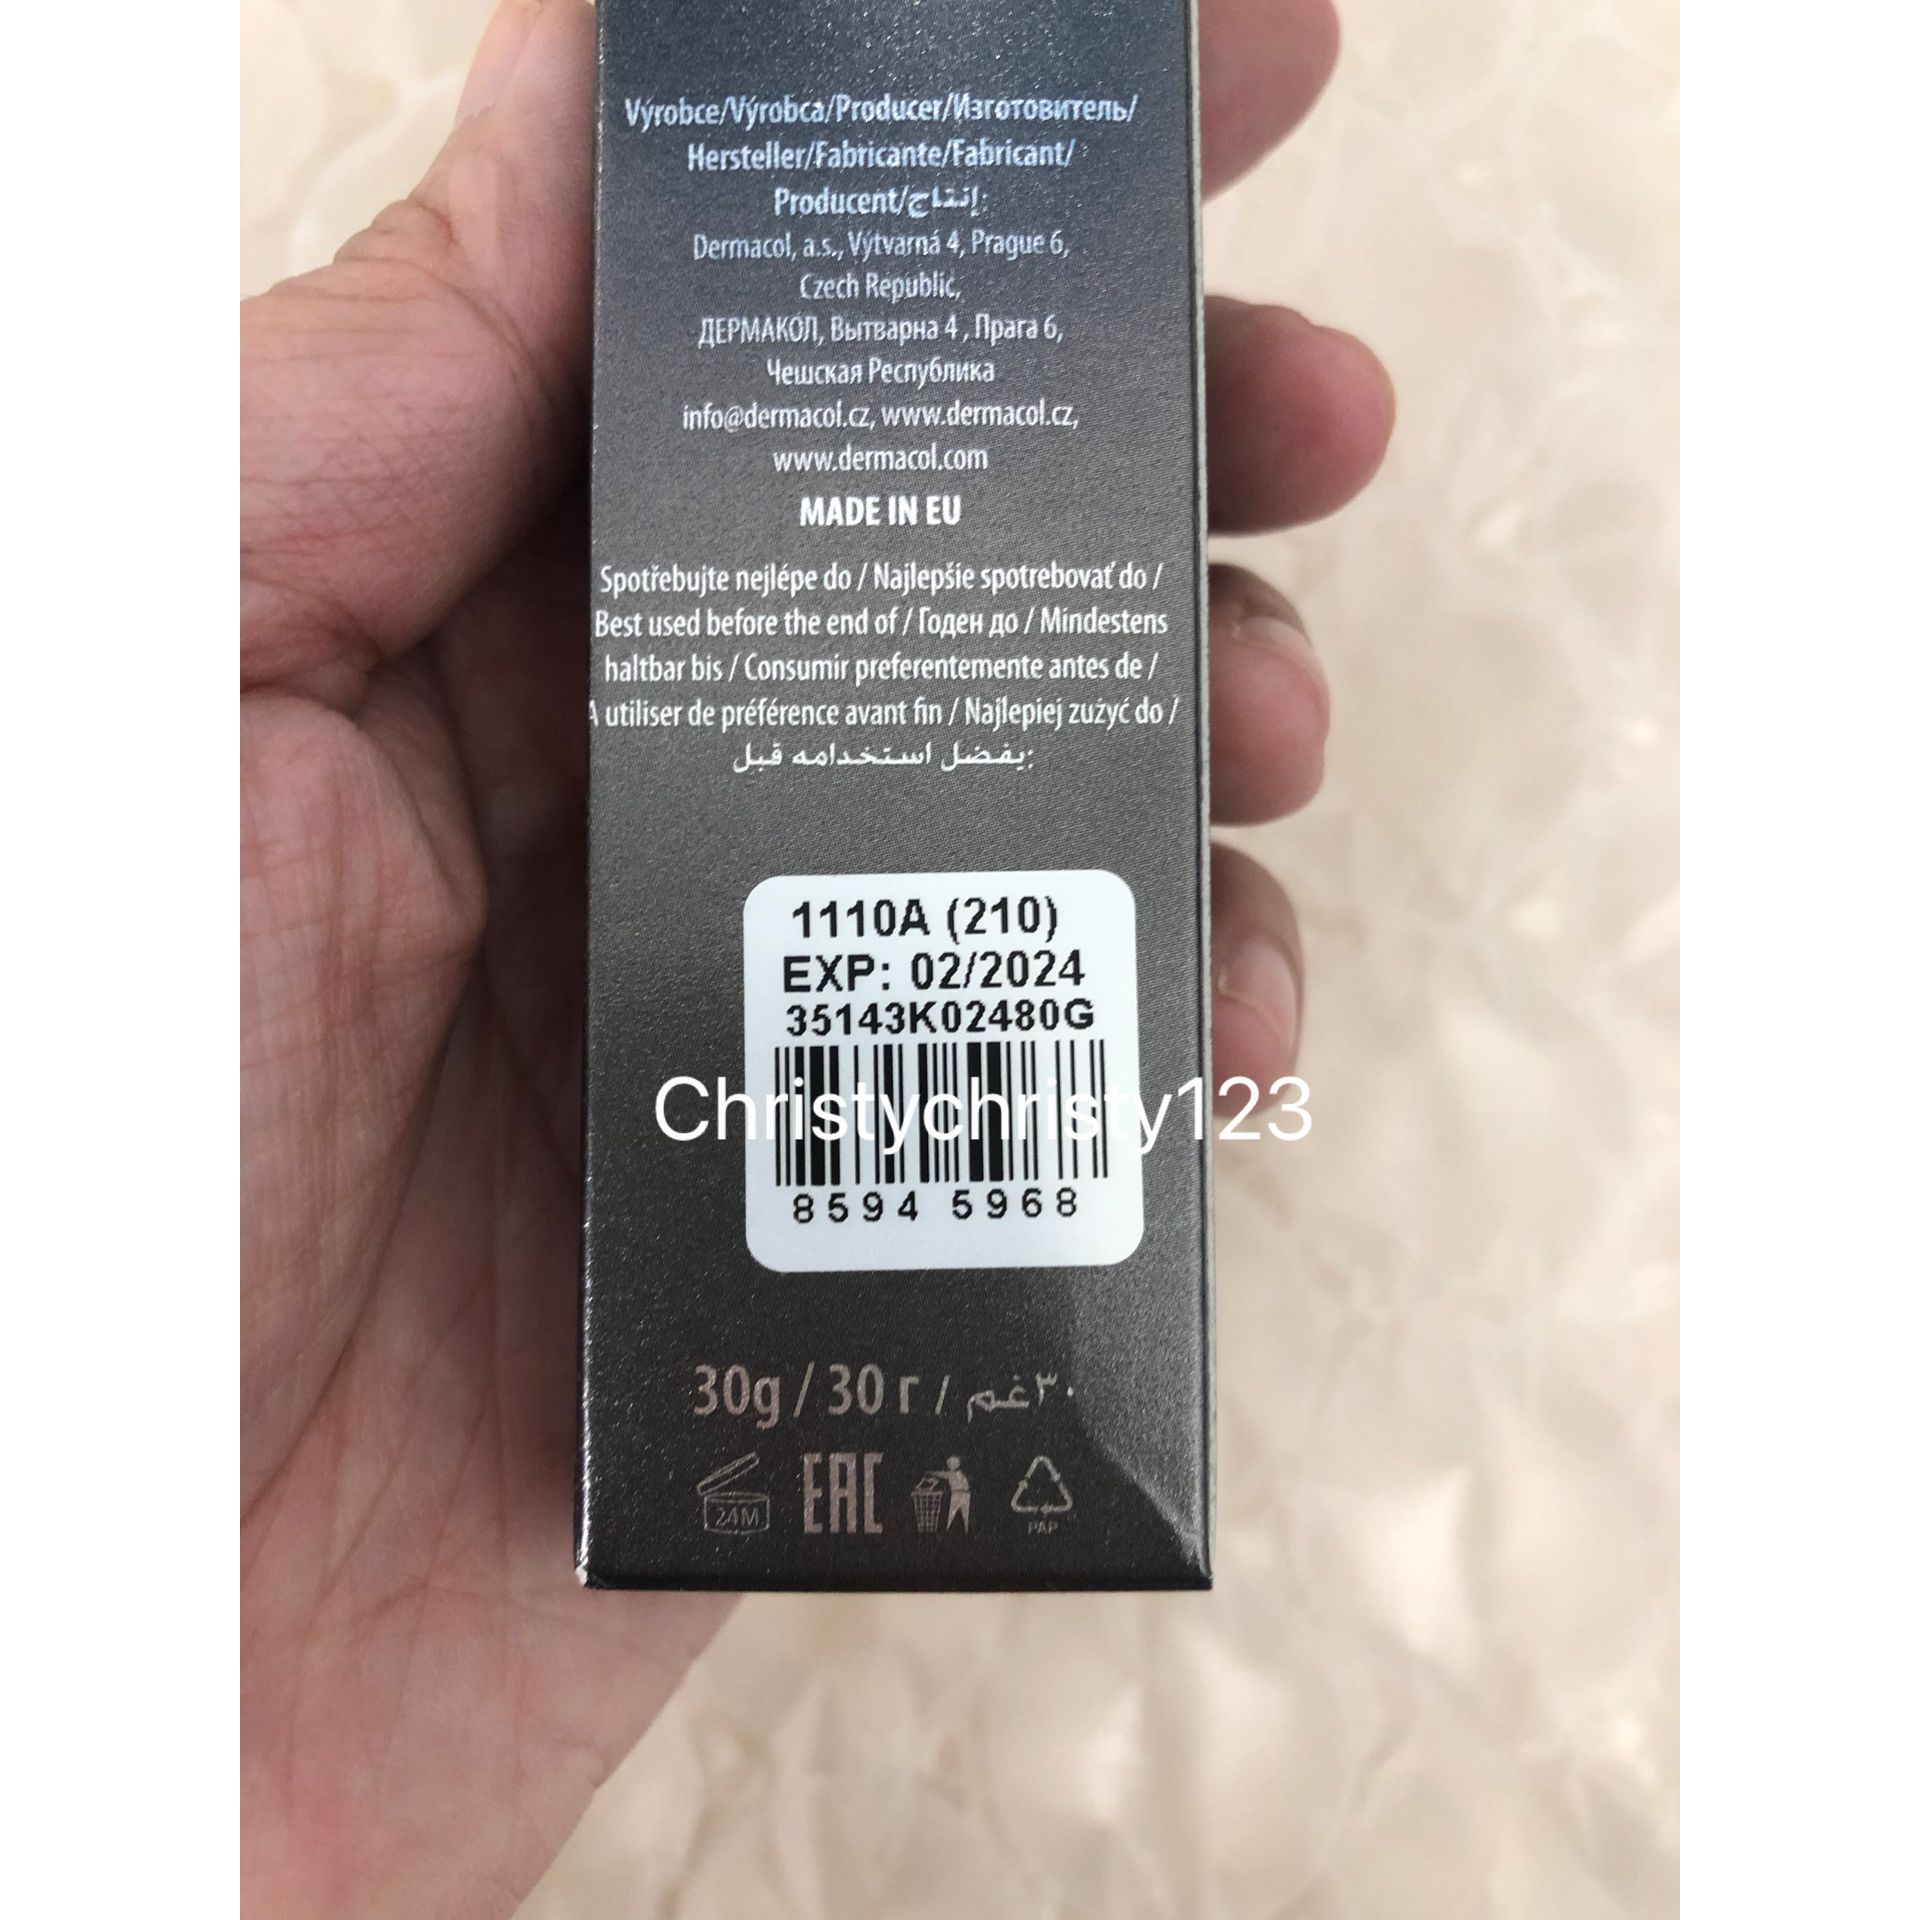 Výrobce/Výrobca/Producer/Изготовитель/
Hersteller/Fabricante/Fabricant/
Producent/إنتاج:
Dermacol, a.s., Výtvarná 4, Prague 6,
Czech Republic,
ДЕРМАКОЛ, Вытварна 4 , Прага 6,
Чешская Республика
info@dermacol.cz, www.dermacol.cz,
www.dermacol.com
MADE IN EU
Spotřebujte nejlépe do / Najlepšie spotrebovať do /
Best used before the end of / Годен до / Mindestens
haltbar bis / Consumir preferentemente antes de /
A utiliser de préférence avant fin / Najlepiej zużyć do /
يفضل استخدامه قبل:
1110A (210)
EXP: 02/2024
35143K02480G
Christychristy123
8594 5968
30g / 30 г / ٣٠غم
24M EAC PAP